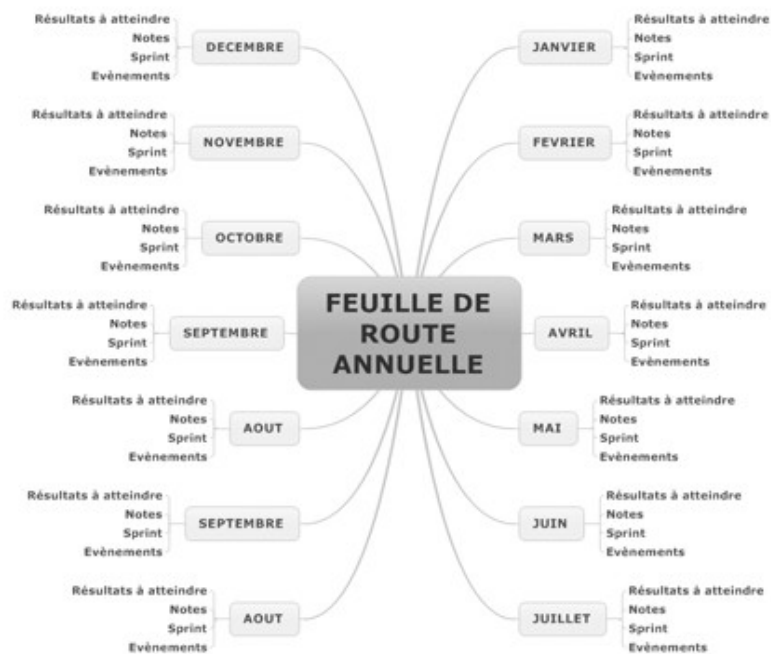 FEUILLE DE
ROUTE
ANNUELLE
JANVIER
Résultats à atteindre
Notes
Sprint
Evènements
FEVRIER
Résultats à atteindre
Notes
Sprint
Evènements
MARS
Résultats à atteindre
Notes
Sprint
Evènements
AVRIL
Résultats à atteindre
Notes
Sprint
Evènements
MAI
Résultats à atteindre
Notes
Sprint
Evènements
JUIN
Résultats à atteindre
Notes
Sprint
Evènements
JUILLET
Résultats à atteindre
Notes
Sprint
Evènements
DECEMBRE
Résultats à atteindre
Notes
Sprint
Evènements
NOVEMBRE
Résultats à atteindre
Notes
Sprint
Evènements
OCTOBRE
Résultats à atteindre
Notes
Sprint
Evènements
SEPTEMBRE
Résultats à atteindre
Notes
Sprint
Evènements
AOUT
Résultats à atteindre
Notes
Sprint
Evènements
SEPTEMBRE
Résultats à atteindre
Notes
Sprint
Evènements
AOUT
Résultats à atteindre
Notes
Sprint
Evènements